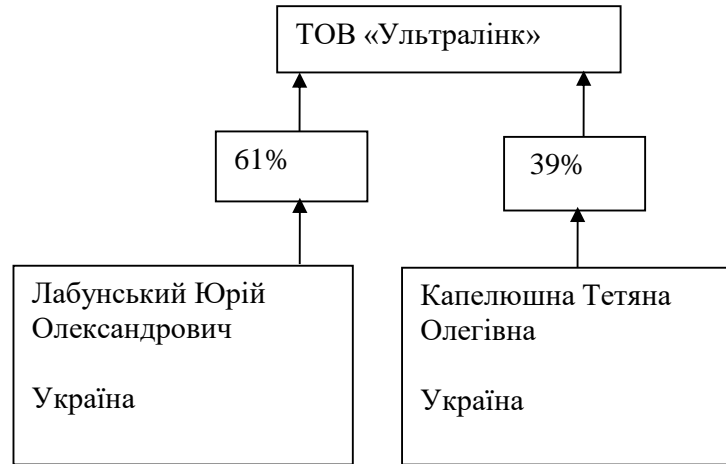 ТОВ «Ультралінк»
61%
39%
Лабунський Юрій
Олександрович
Україна
Капелюшна Тетяна
Олегівна
Україна